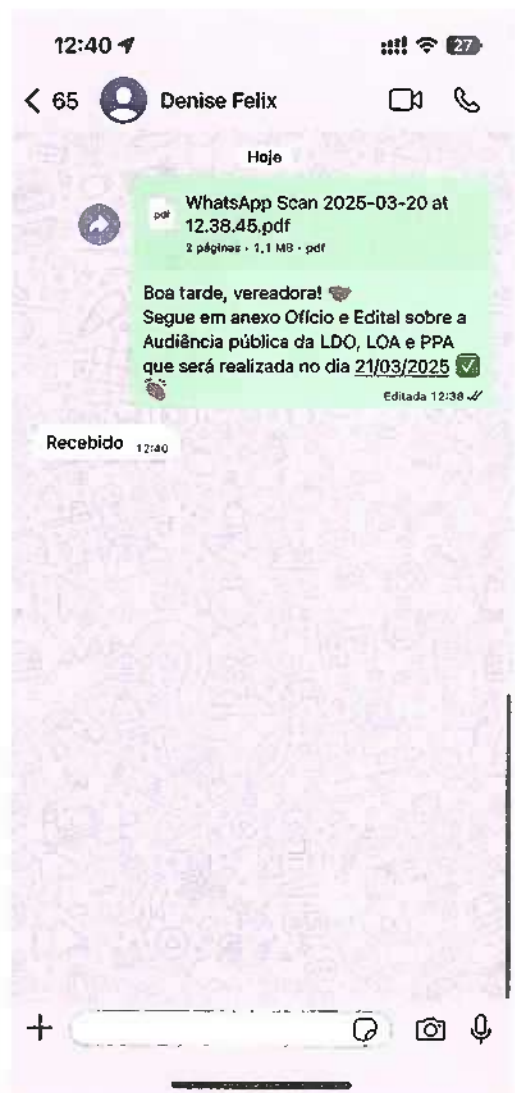 12:40
27
65
Denise Felix
Hoje
pdf
WhatsApp Scan 2025-03-20 at
12.38.45.pdf
2 páginas • 1,1 MB • pdf
Boa tarde, vereadora!
Segue em anexo Ofício e Edital sobre a
Audiência pública da LDO, LOA e PPA
que será realizada no dia 21/03/2025
Editada 12:38
Recebido 12:40